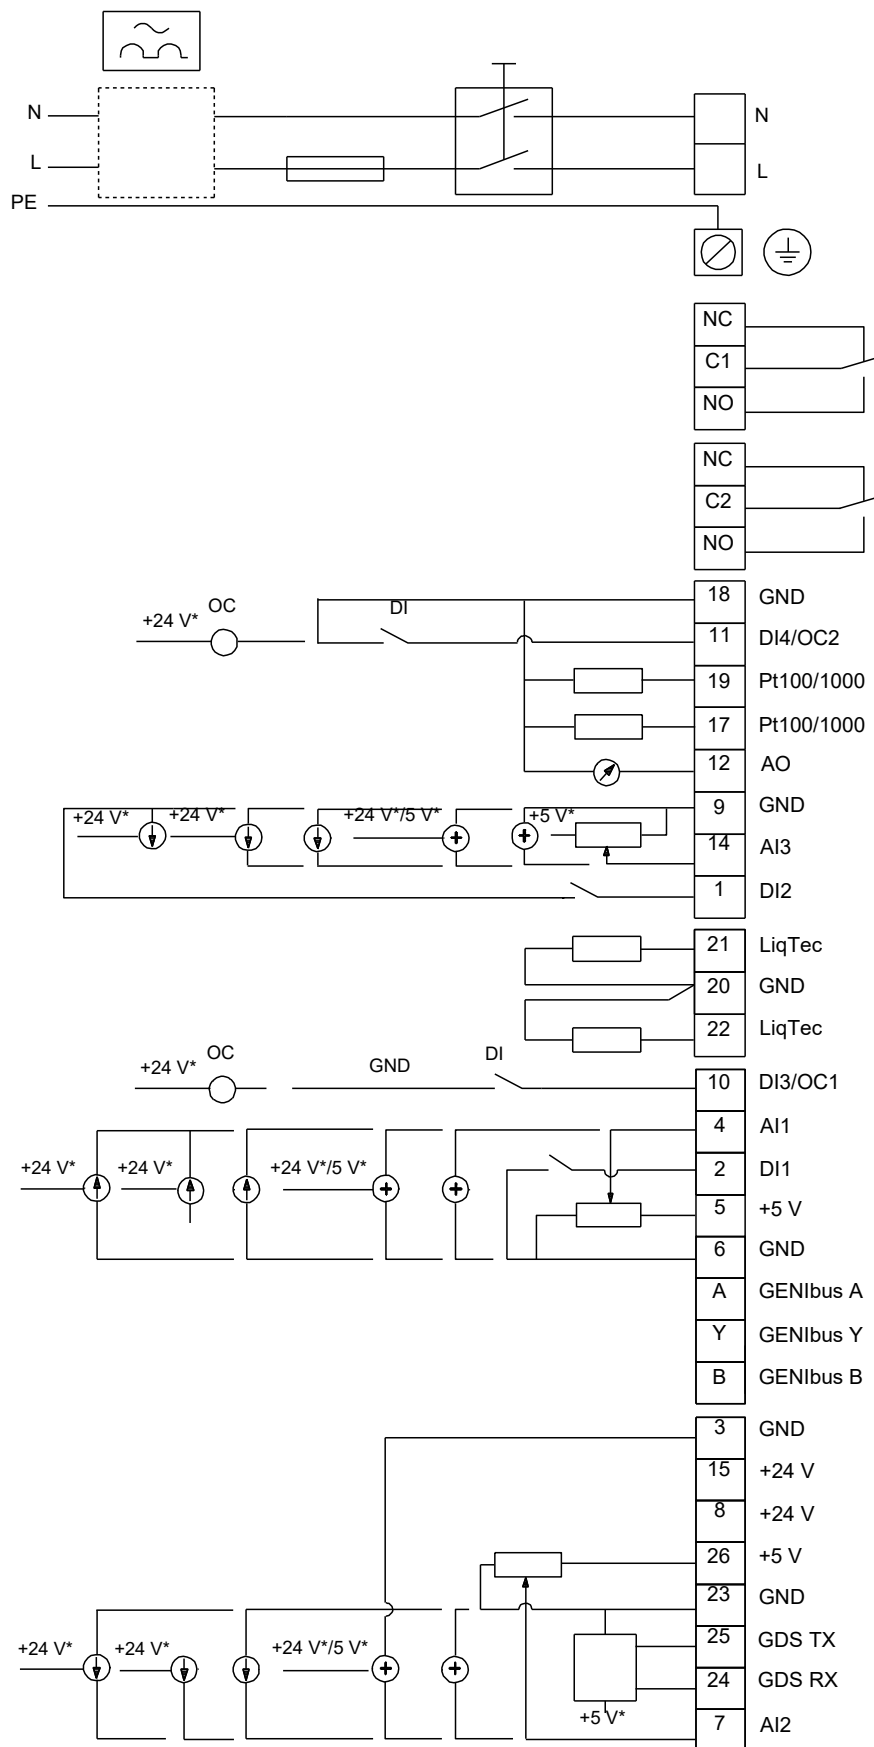 N N
L L
PE
NC
C1
NO
NC
C2
NO
18 GND
+24 V* OC DI 11 DI4/OC2
19 Pt100/1000
17 Pt100/1000
12 AO
9 GND
+24 V* +24 V* +24 V*/5 V* +5 V*
14 AI3
1 DI2
21 LiqTec
20 GND
22 LiqTec
+24 V* OC GND DI 10 DI3/OC1
4 AI1
+24 V* +24 V* +24 V*/5 V* 2 DI1
5 +5 V
6 GND
A GENIbus A
Y GENIbus Y
B GENIbus B
3 GND
15 +24 V
8 +24 V
26 +5 V
23 GND
+24 V* +24 V* +24 V*/5 V* 25 GDS TX
24 GDS RX
+5 V* 7 AI2